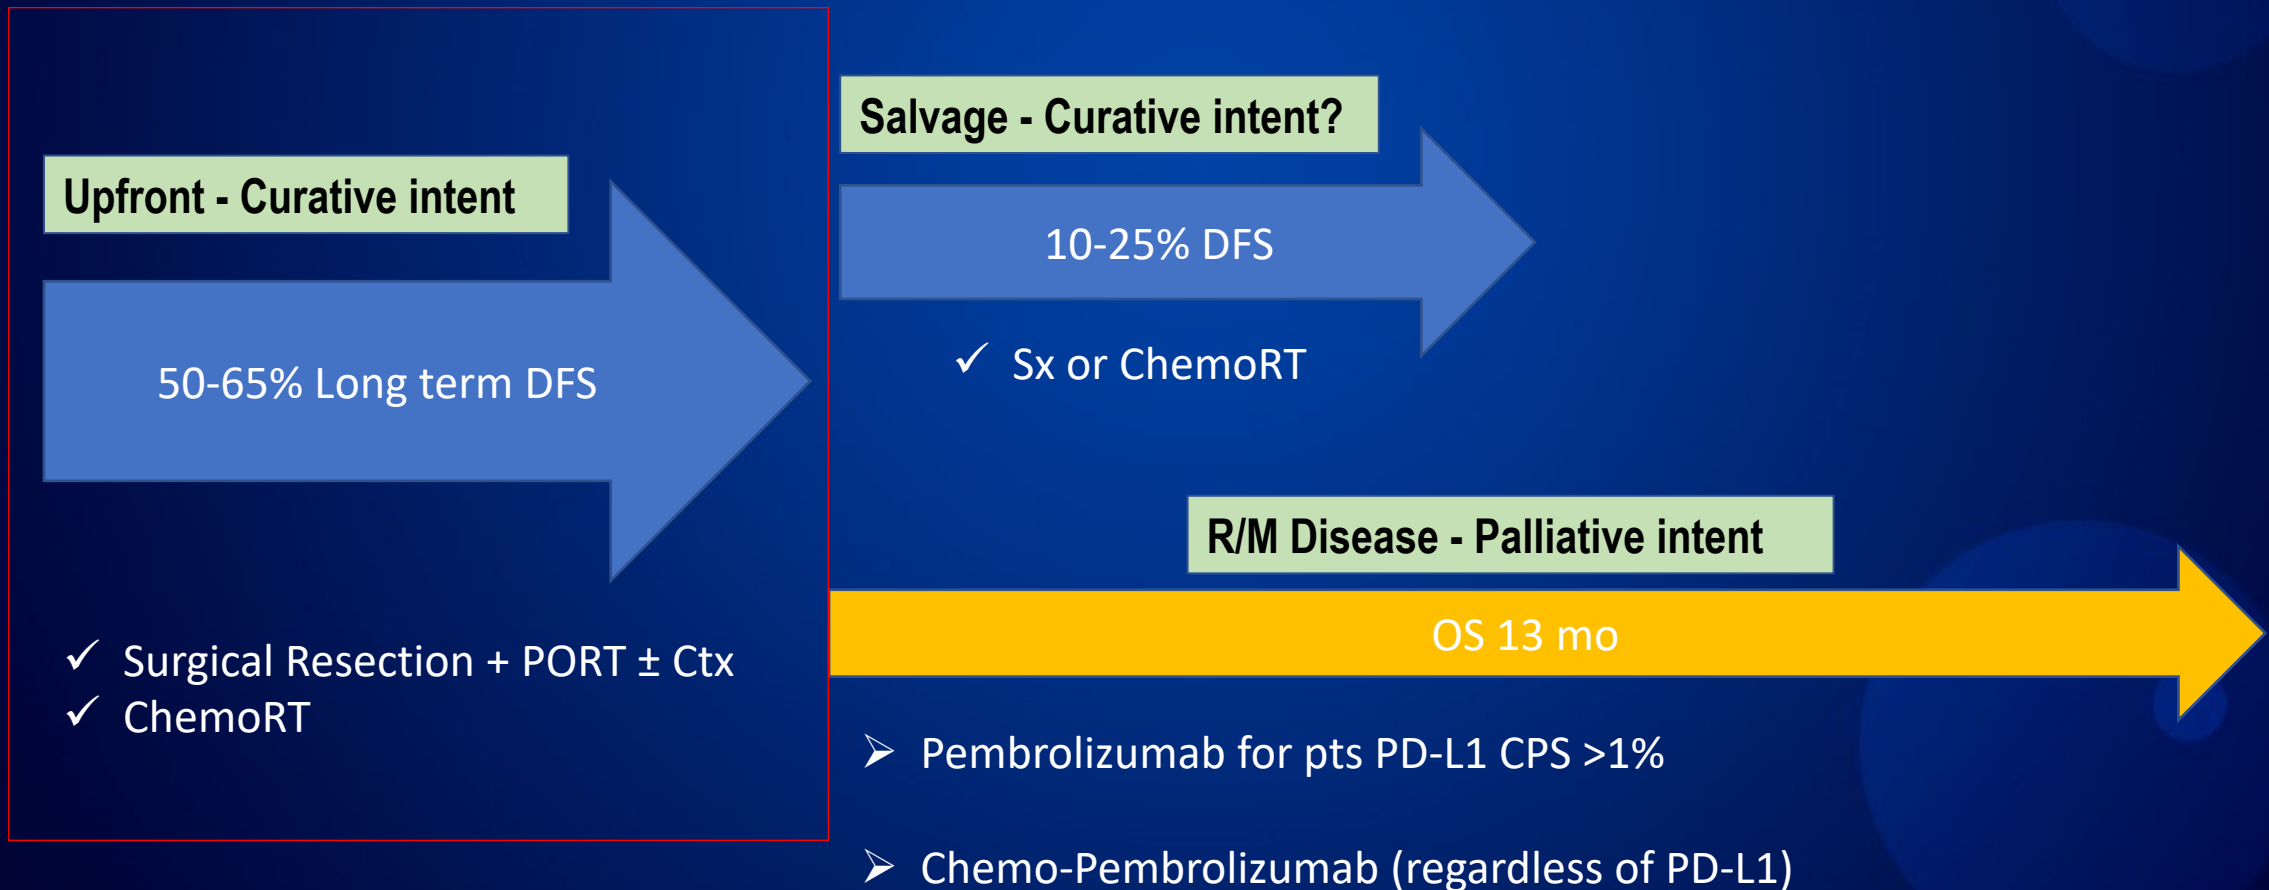 Upfront - Curative intent
50-65% Long term DFS
✓ Surgical Resection + PORT ± Ctx
✓ ChemoRT
Salvage - Curative intent?
10-25% DFS
✓ Sx or ChemoRT
R/M Disease - Palliative intent
OS 13 mo
➢ Pembrolizumab for pts PD-L1 CPS >1%
➢ Chemo-Pembrolizumab (regardless of PD-L1)